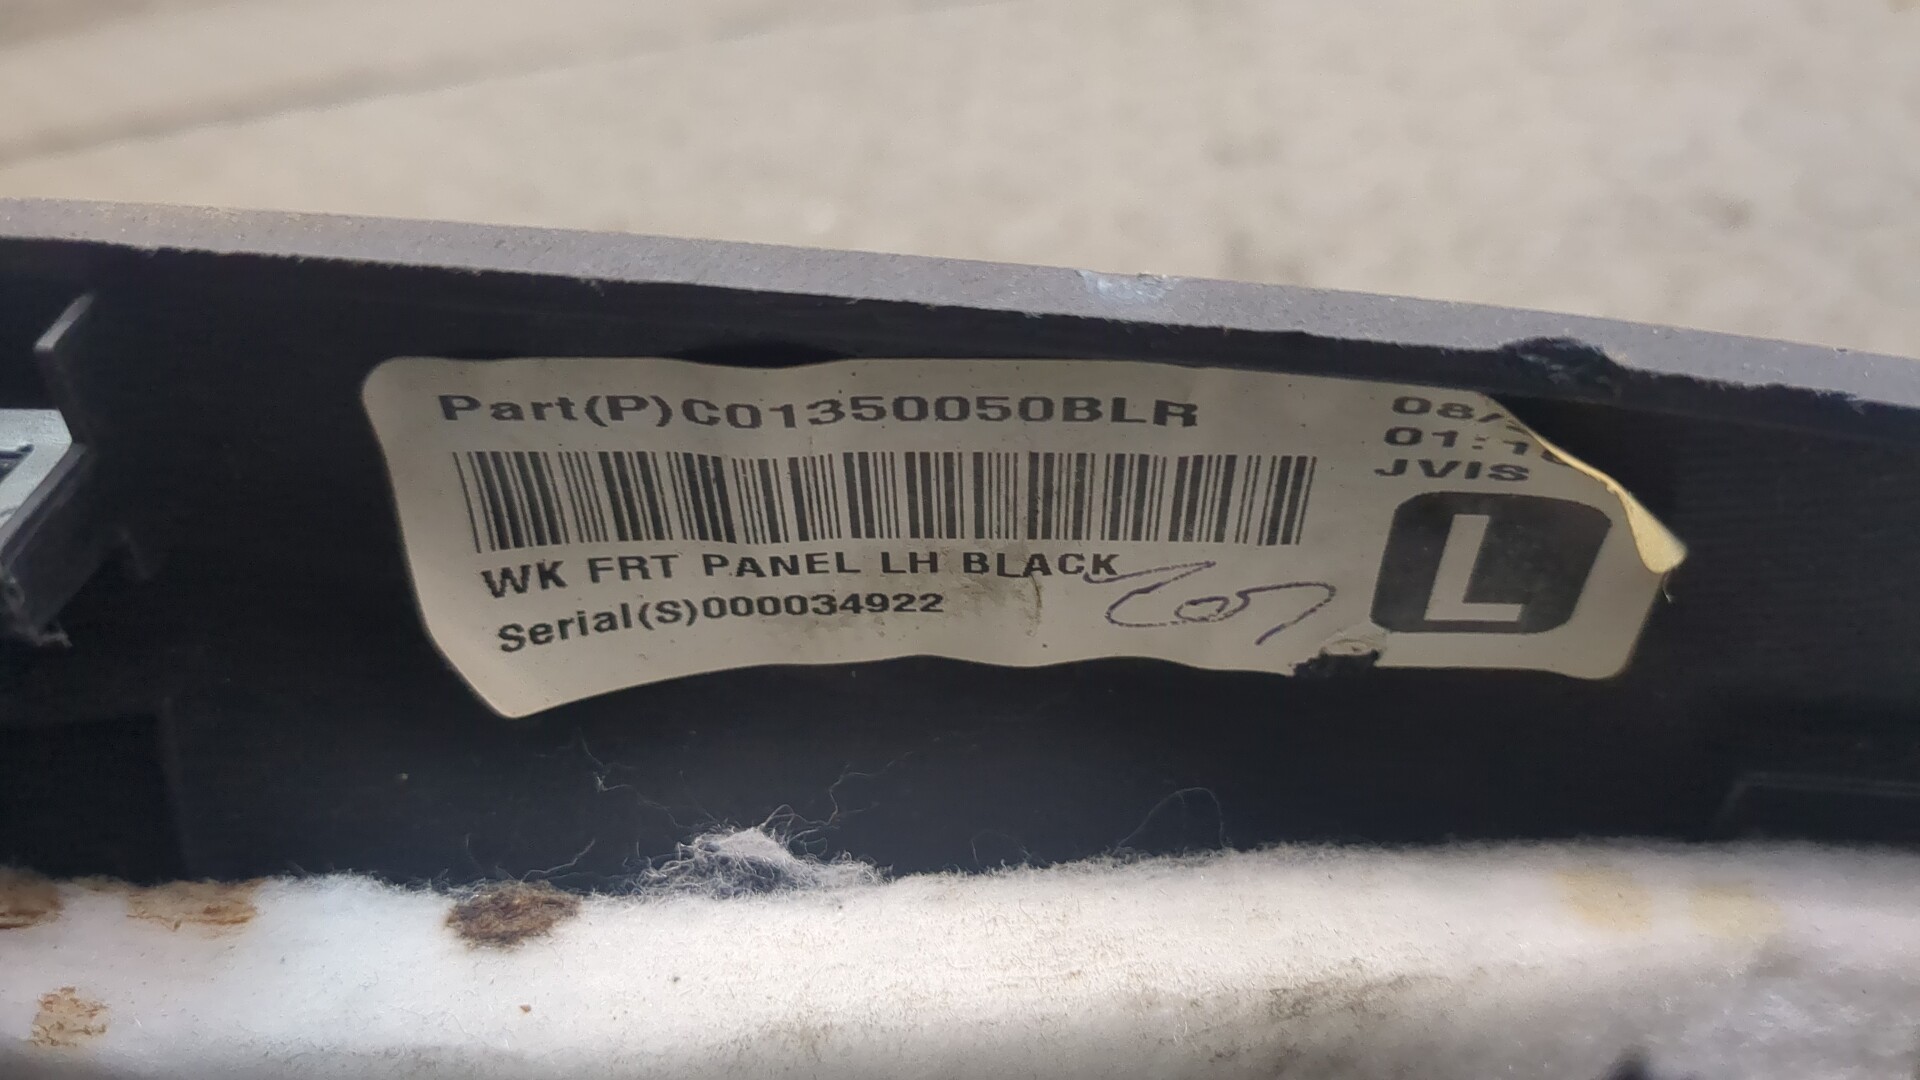 Part(P)C01350050BLR
08/
01:1
JVIS
L
WK FRT PANEL LH BLACK
Serial(S)000034922